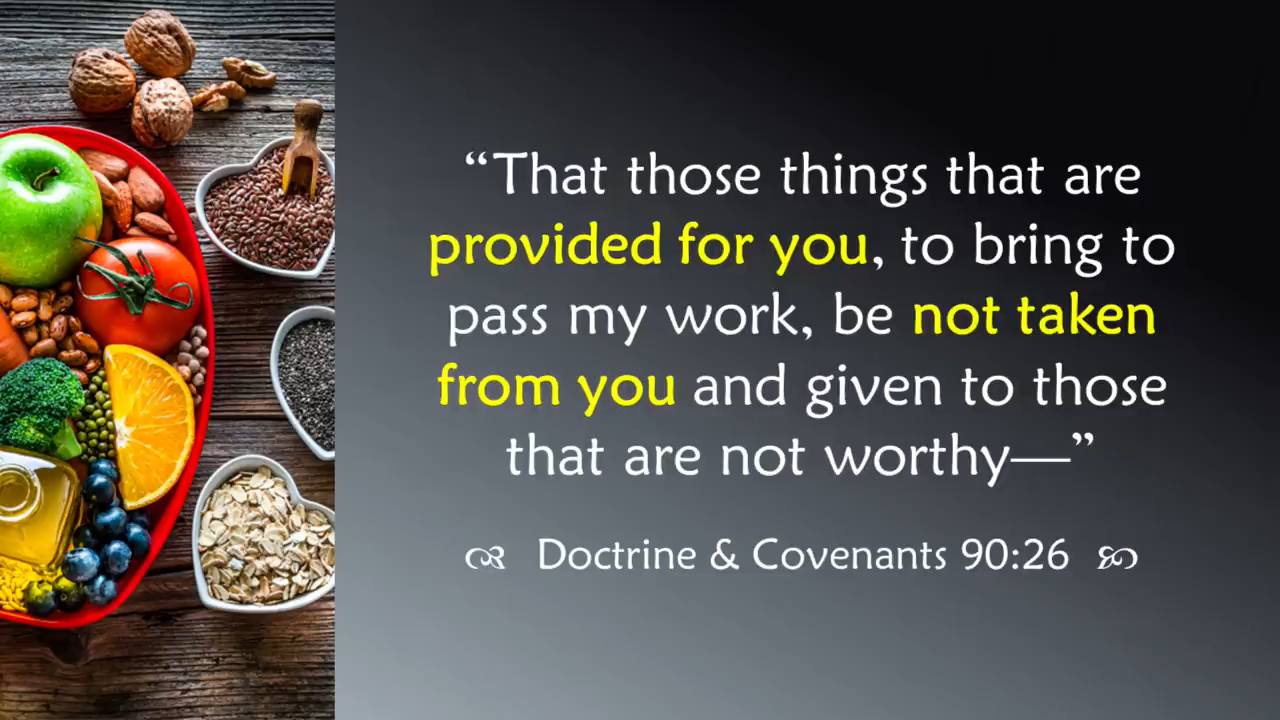 “That those things that are
provided for you, to bring to
pass my work, be not taken
from you and given to those
that are not worthy—”
Doctrine & Covenants 90:26